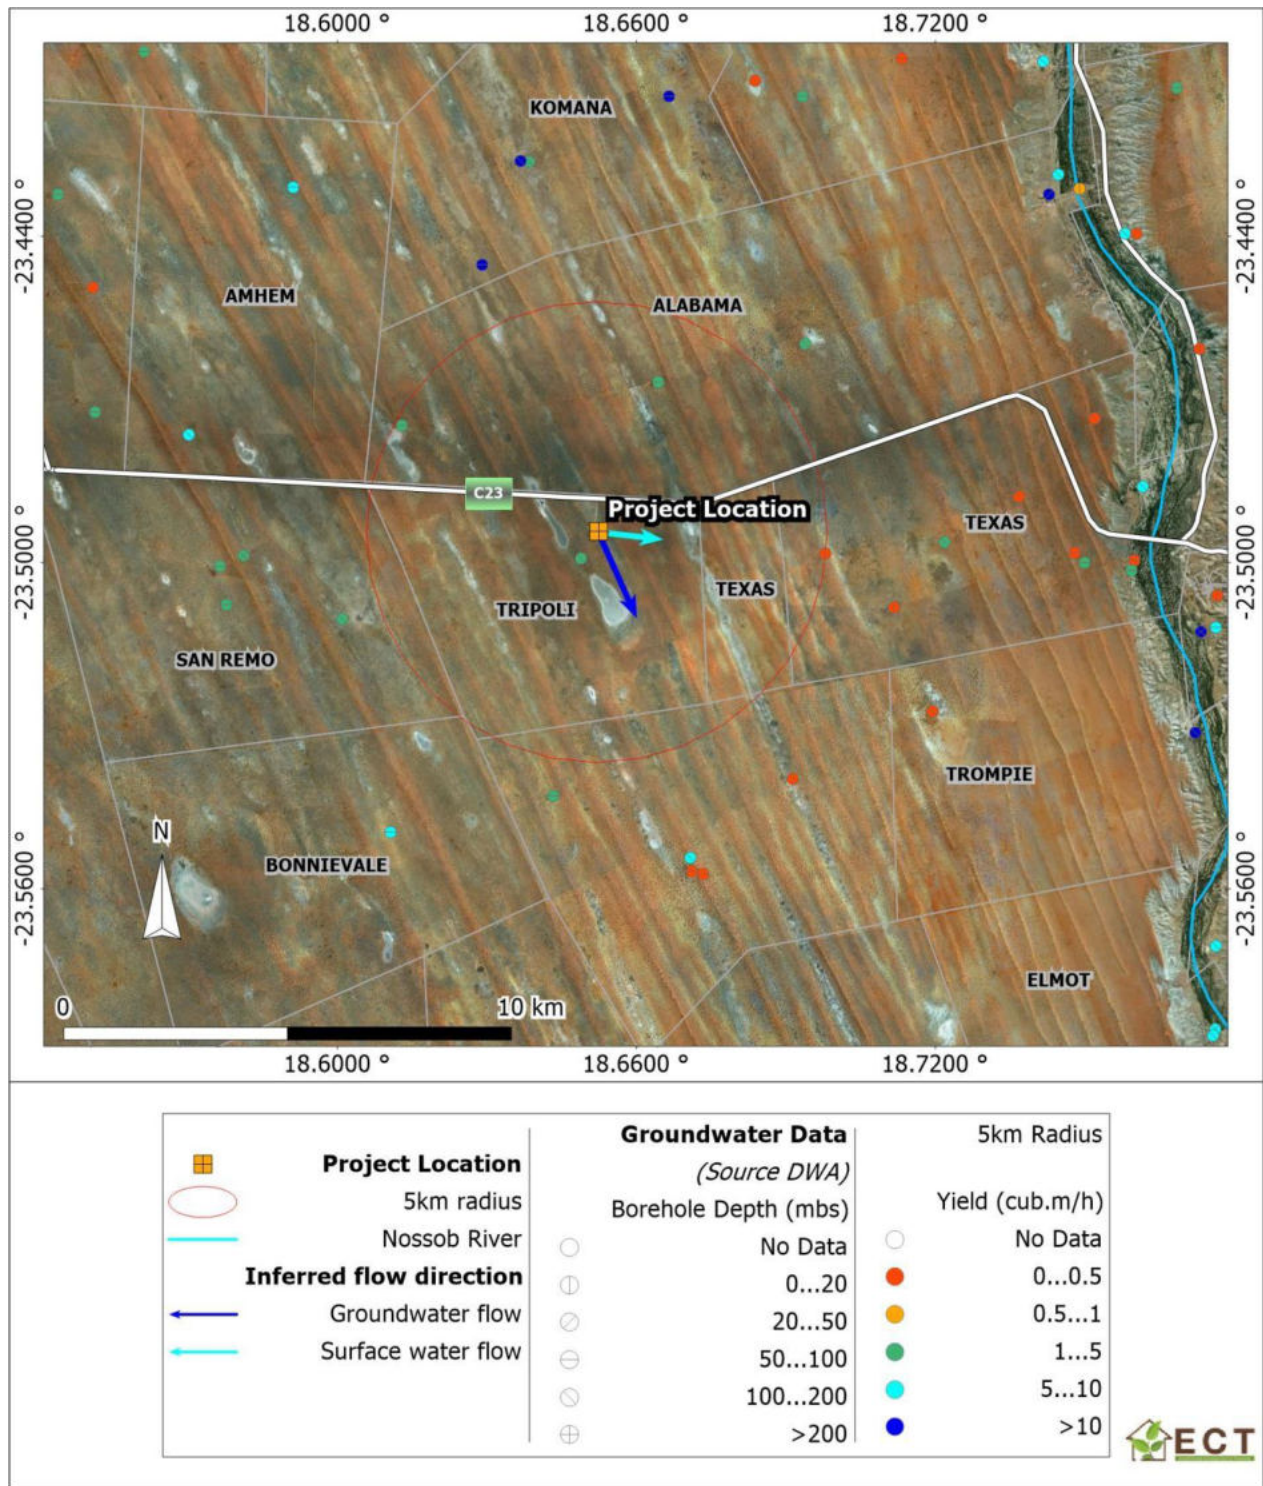 18.6000 °
18.6600 °
18.7200 °
KOMANA
-23.4400 °
-23.4400 °
AMHEM
ALABAMA
C23
Project Location
TEXAS
-23.5000 °
-23.5000 °
TEXAS
TRIPOLI
SAN REMO
TROMPIE
N
BONNIEVALE
-23.5600 °
-23.5600 °
ELMOT
0
10 km
18.6000 °
18.6600 °
18.7200 °
Project Location
5km radius
Nossob River
Inferred flow direction
Groundwater flow
Surface water flow
Groundwater Data
(Source DWA)
Borehole Depth (mbs)
No Data
0...20
20...50
50...100
100...200
>200
5km Radius
Yield (cub.m/h)
No Data
0...0.5
0.5...1
1...5
5...10
>10
ECT